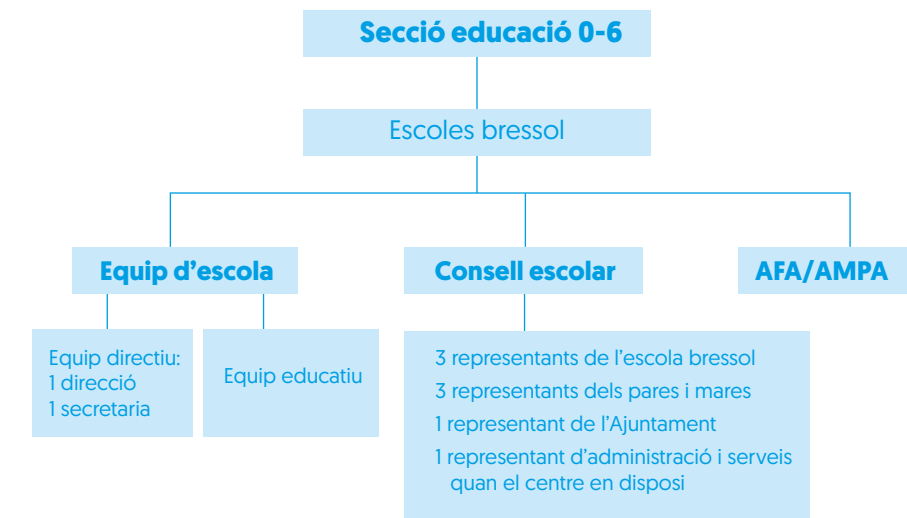 Secció educació 0-6
Escoles bressol
Equip d’escola
Consell escolar
AFA/AMPA
Equip directiu:
1 direcció
1 secretaria
Equip educatiu
3 representants de l’escola bressol
3 representants dels pares i mares
1 representant de l’Ajuntament
1 representant d’administració i serveis
quan el centre en disposi